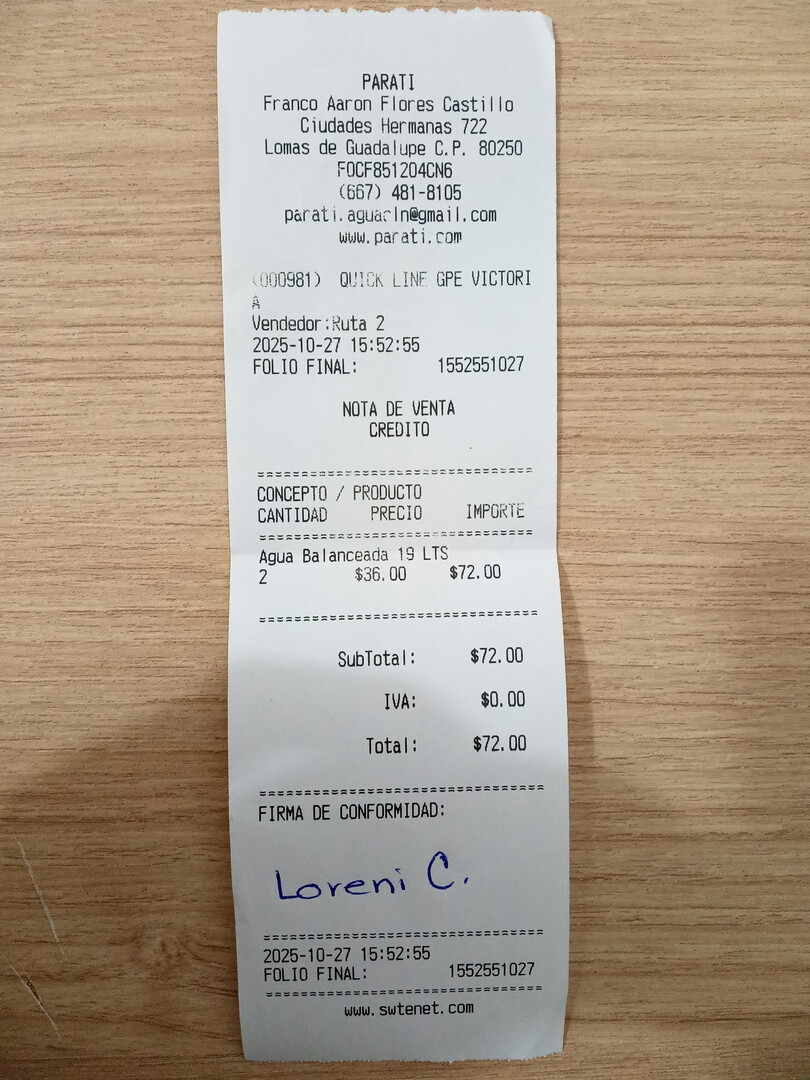 PARATI
Franco Aaron Flores Castillo
Ciudades Hermanas 722
Lomas de Guadalupe C.P. 80250
FOCF851204CN6
(667) 481-8105
parati.aguacln@gmail.com
www.parati.com
(000981) QUICK LINE GPE VICTORI
A
Vendedor:Ruta 2
2025-10-27 15:52:55
FOLIO FINAL: 1552551027
NOTA DE VENTA
CREDITO
================================
CONCEPTO / PRODUCTO
CANTIDAD PRECIO IMPORTE
================================
Agua Balanceada 19 LTS
2 $36.00 $72.00
================================
SubTotal: $72.00
IVA: $0.00
Total: $72.00
================================
FIRMA DE CONFORMIDAD:
Loreni C.
================================
2025-10-27 15:52:55
FOLIO FINAL: 1552551027
================================
www.swtenet.com